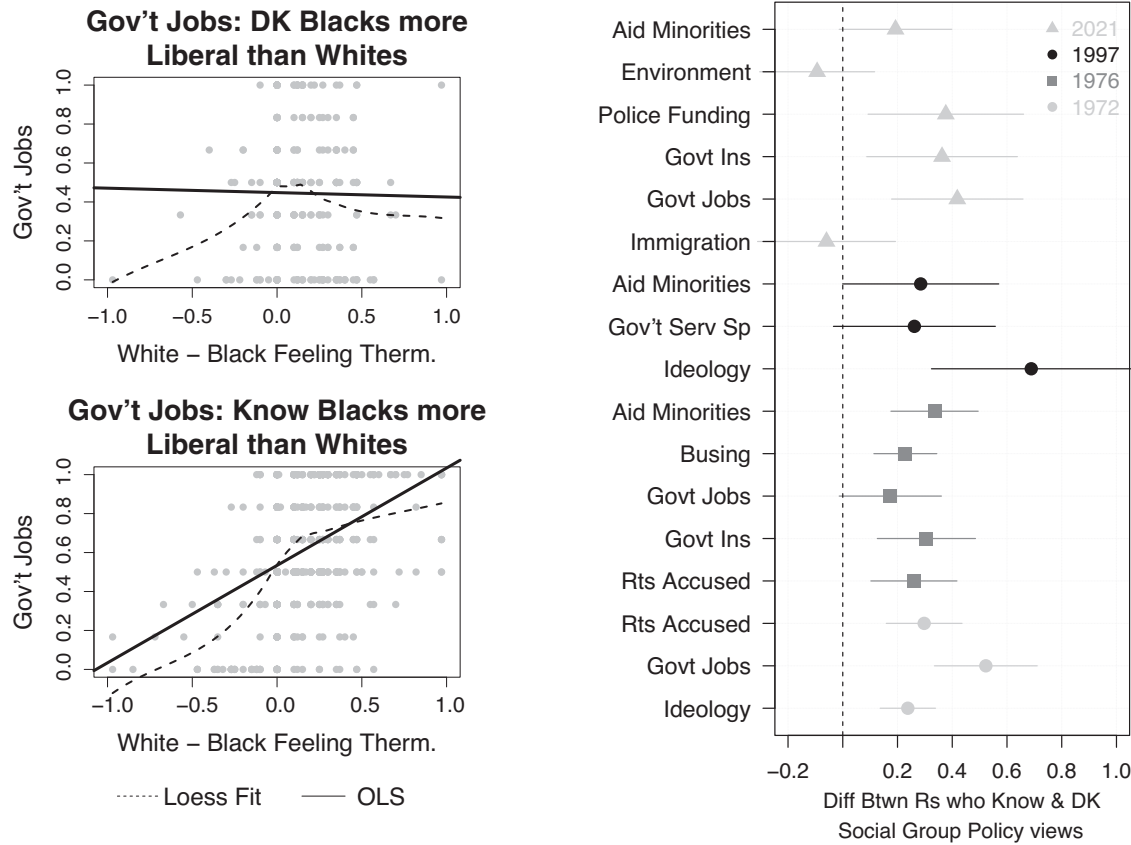 Gov't Jobs: DK Blacks more
Liberal than Whites
Gov't Jobs
0.0 0.2 0.4 0.6 0.8 1.0
−1.0 −0.5 0.0 0.5 1.0
White − Black Feeling Therm.
Gov't Jobs: Know Blacks more
Liberal than Whites
Gov't Jobs
0.0 0.2 0.4 0.6 0.8 1.0
−1.0 −0.5 0.0 0.5 1.0
White − Black Feeling Therm.
Loess Fit OLS
Aid Minorities
Environment
Police Funding
Govt Ins
Govt Jobs
Immigration
Aid Minorities
Gov't Serv Sp
Ideology
Aid Minorities
Busing
Govt Jobs
Govt Ins
Rts Accused
Rts Accused
Govt Jobs
Ideology
2021
1997
1976
1972
−0.2 0.2 0.4 0.6 0.8 1.0
Diff Btwn Rs who Know & DK
Social Group Policy views